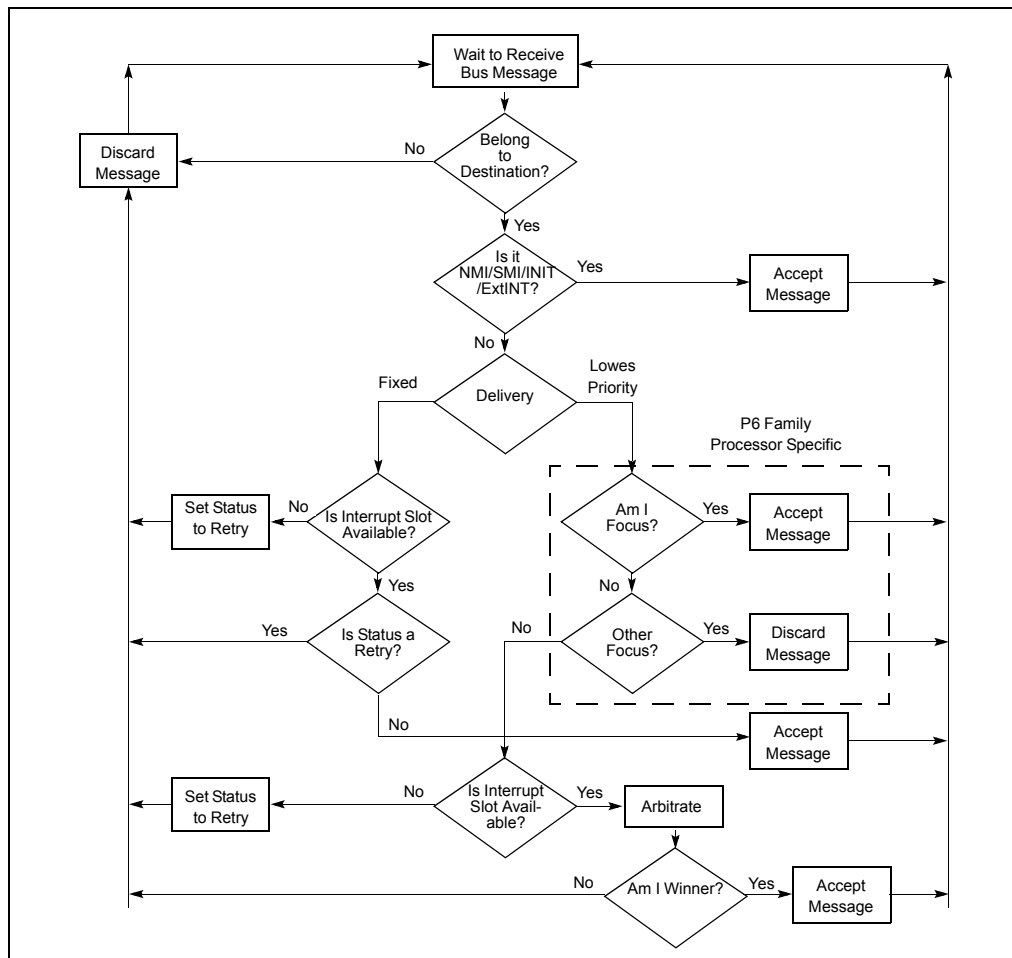 Wait to Receive
Bus Message
Belong
to
Destination?
No
Discard
Message
Yes
Is it
NMI/SMI/INIT
/ExtINT?
Yes
Accept
Message
No
Delivery
Fixed
Lowes
Priority
P6 Family
Processor Specific
Is Interrupt Slot
Available?
No
Set Status
to Retry
Am I
Focus?
Yes
Accept
Message
Yes
No
Is Status a
Retry?
Yes
No
Other
Focus?
Yes
Discard
Message
No
Accept
Message
Is Interrupt
Slot Avail-
able?
No
Set Status
to Retry
Yes
Arbitrate
Am I Winner?
No
Yes
Accept
Message